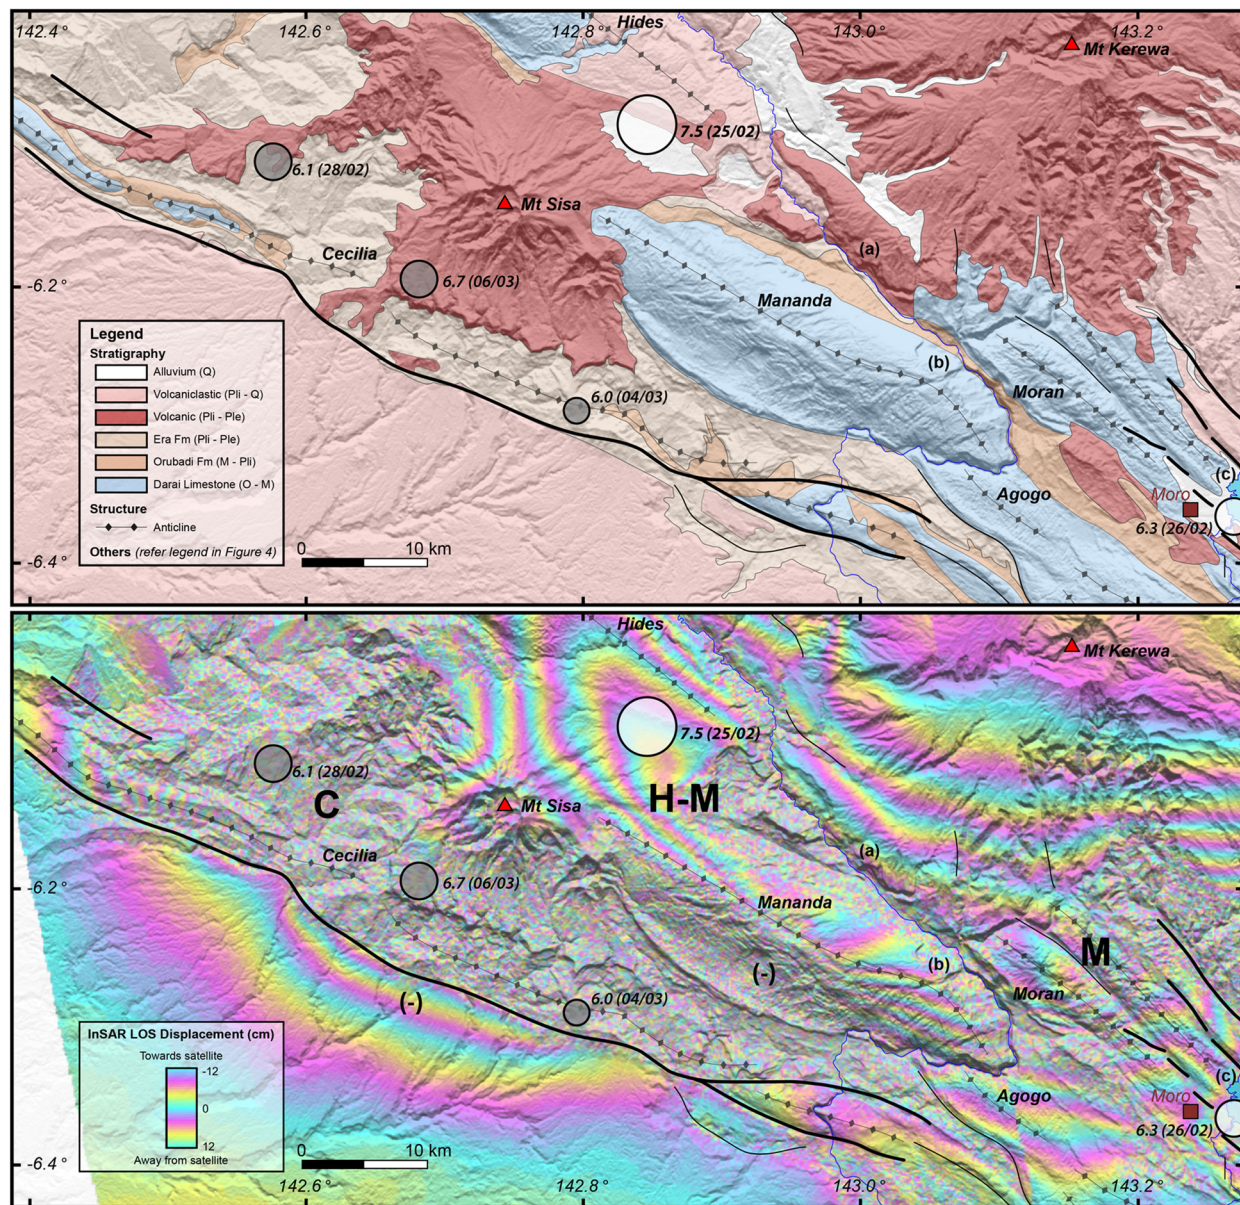 142.4°
142.6°
142.8°
143.0°
143.2°
Hides
Mt Kerewa
7.5 (25/02)
6.1 (28/02)
Mt Sisa
(a)
Cecilia
6.7 (06/03)
-6.2°
Mananda
(b)
Moran
6.0 (04/03)
(c)
Agogo
Moro
6.3 (26/02)
-6.4°
Legend
Stratigraphy
Alluvium (Q)
Volcaniclastic (Pli - Q)
Volcanic (Pli - Ple)
Era Fm (Pli - Ple)
Orubadi Fm (M - Pli)
Darai Limestone (O - M)
Structure
Anticline
Others (refer legend in Figure 4)
0 10 km
Hides
Mt Kerewa
7.5 (25/02)
6.1 (28/02)
C
H-M
Mt Sisa
Cecilia
(a)
6.7 (06/03)
-6.2°
Mananda
M
(b)
(-)
(-)
Moran
6.0 (04/03)
(c)
Agogo
Moro
6.3 (26/02)
InSAR LOS Displacement (cm)
Towards satellite
-12
0
12
Away from satellite
0 10 km
-6.4°
142.6°
142.8°
143.0°
143.2°